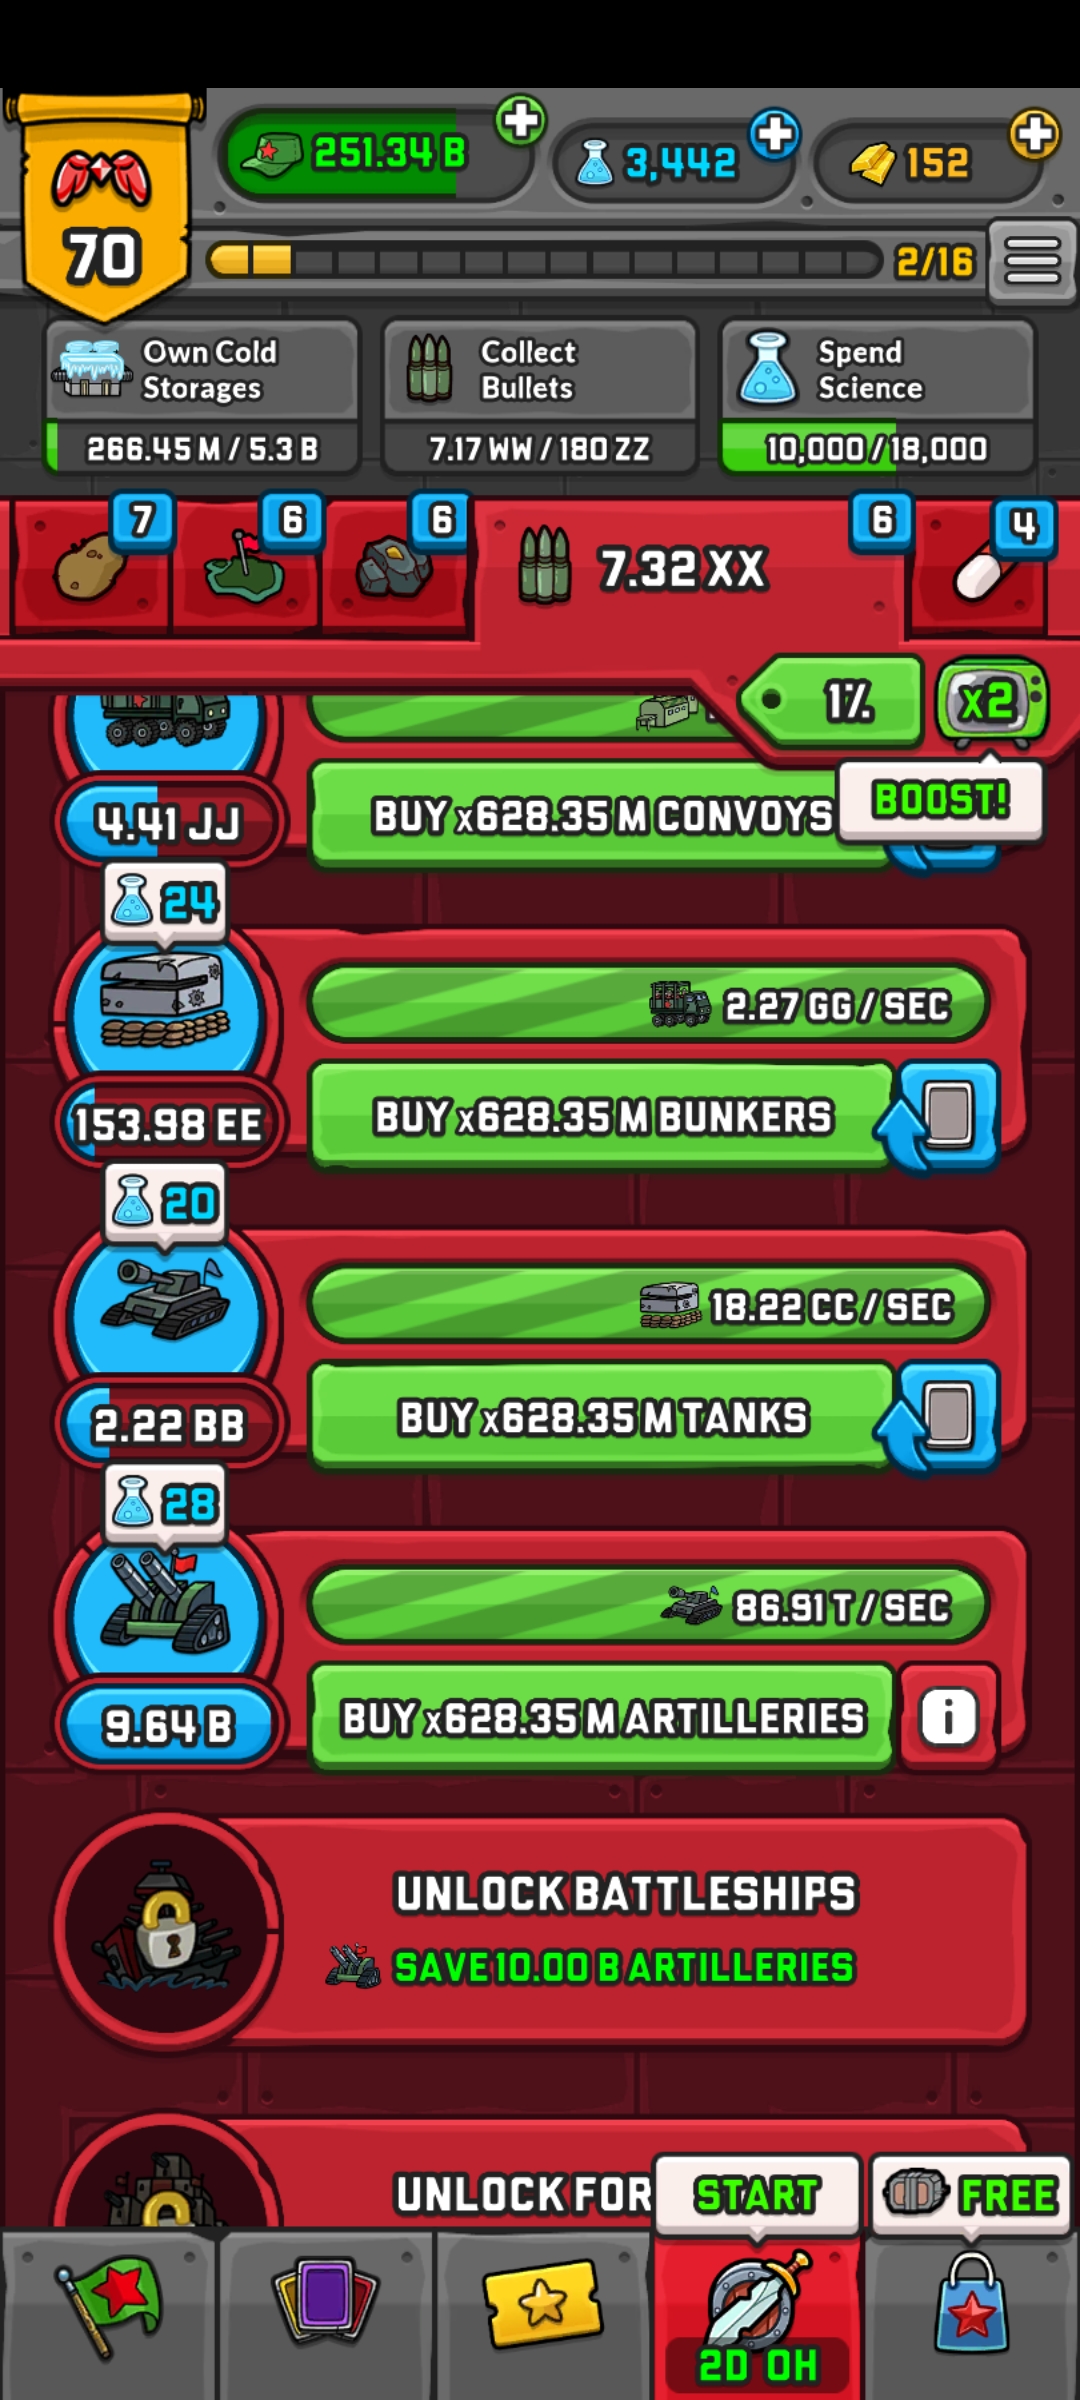 251.34 B
3,442
152
70
2/16
Own Cold
Storages
266.45 M / 5.3 B
Collect
Bullets
7.17 WW / 180 ZZ
Spend
Science
10,000 / 18,000
7
6
6
7.32 XX
6
4
1%
x2
BOOST!
4.41 JJ
BUY x628.35 M CONVOYS
24
2.27 GG / SEC
153.98 EE
BUY x628.35 M BUNKERS
20
18.22 CC / SEC
2.22 BB
BUY x628.35 M TANKS
28
86.91 T / SEC
9.64 B
BUY x628.35 M ARTILLERIES
i
UNLOCK BATTLESHIPS
SAVE 10.00 B ARTILLERIES
UNLOCK FOR
START
FREE
2D 0H